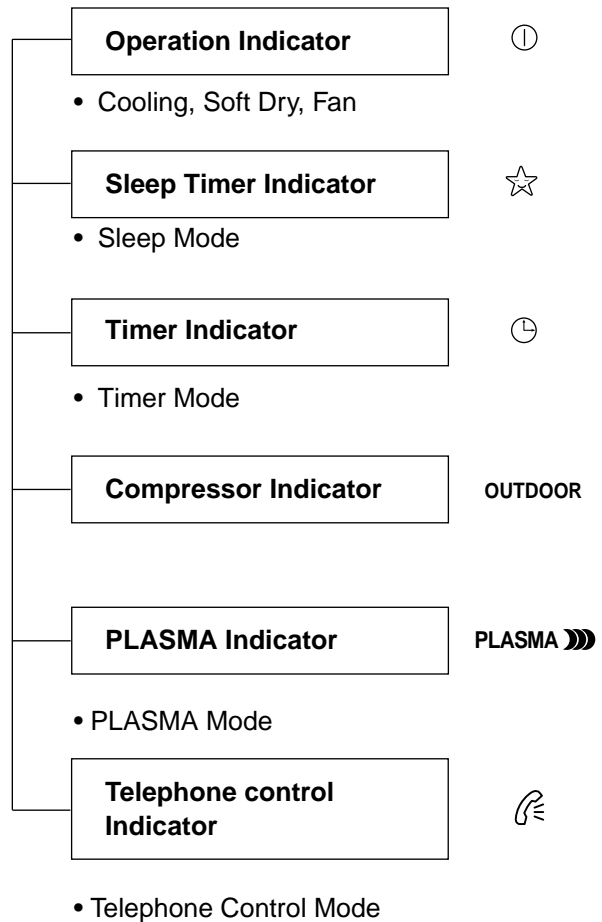 Operation Indicator
• Cooling, Soft Dry, Fan
Sleep Timer Indicator
• Sleep Mode
Timer Indicator
• Timer Mode
Compressor Indicator OUTDOOR
PLASMA Indicator PLASMA
• PLASMA Mode
Telephone control
Indicator
• Telephone Control Mode